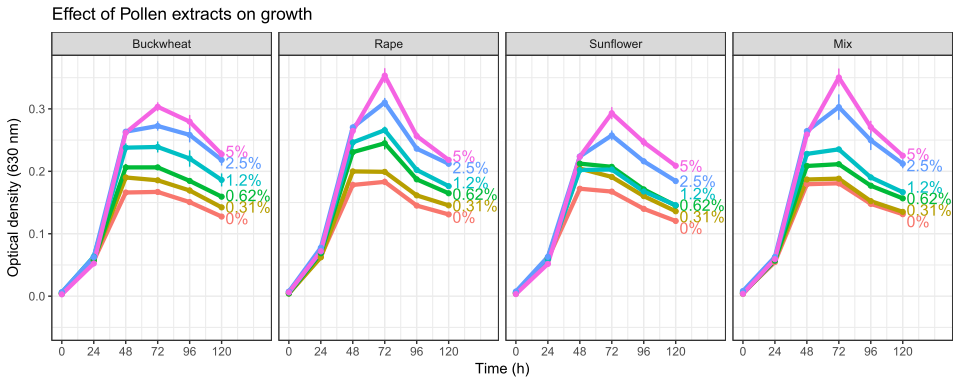 Effect of Pollen extracts on growth
Buckwheat
Rape
Sunflower
Mix
Optical density (630 nm)
0.3
0.2
0.1
0.0
5%
2.5%
1.2%
0.62%
0.31%
0%
5%
2.5%
1.2%
0.62%
0.31%
0%
5%
2.5%
1.2%
0.62%
0.31%
0%
5%
2.5%
1.2%
0.62%
0.31%
0%
0 24 48 72 96 120
0 24 48 72 96 120
0 24 48 72 96 120
0 24 48 72 96 120
Time (h)